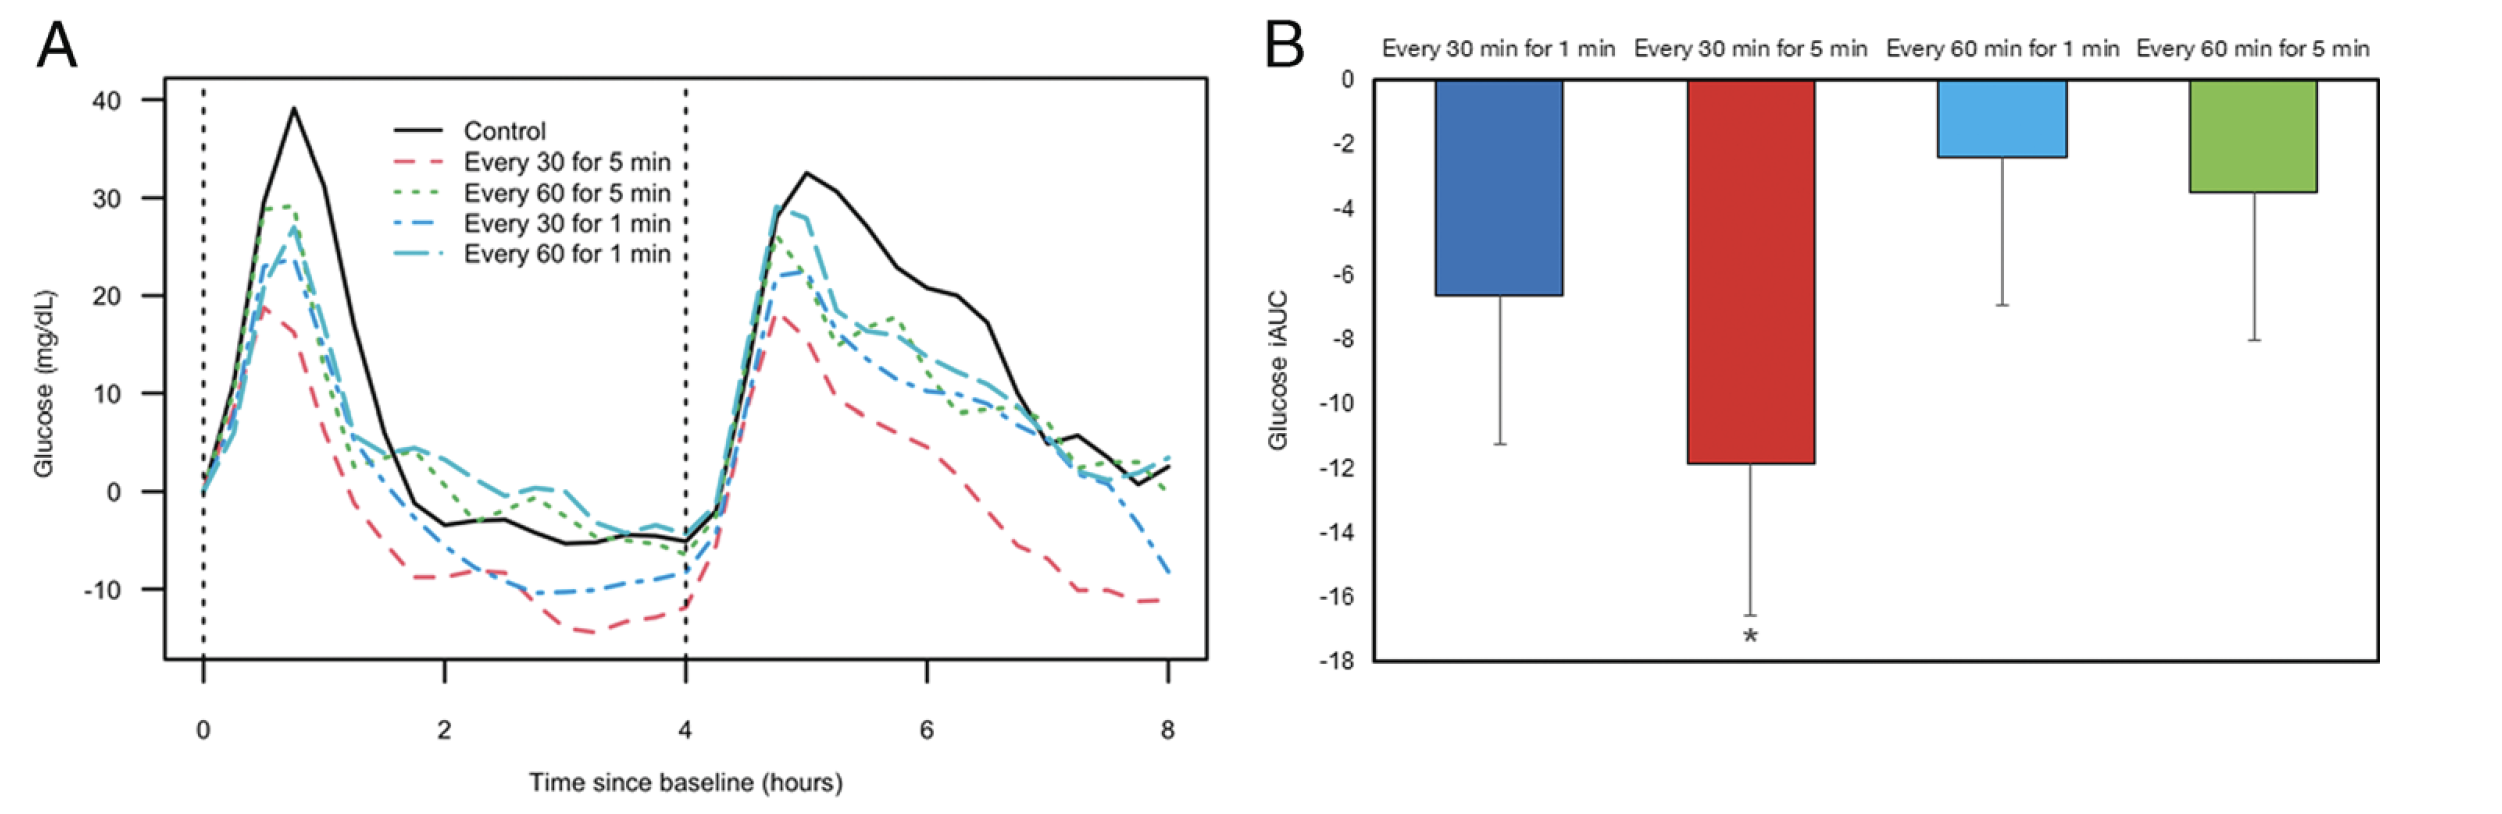 A
40
30
20
10
0
-10
Glucose (mg/dL)
Control
Every 30 for 5 min
Every 60 for 5 min
Every 30 for 1 min
Every 60 for 1 min
0 2 4 6 8
Time since baseline (hours)
B
Every 30 min for 1 min Every 30 min for 5 min Every 60 min for 1 min Every 60 min for 5 min
0
-2
-4
-6
-8
-10
-12
-14
-16
-18
Glucose iAUC
*